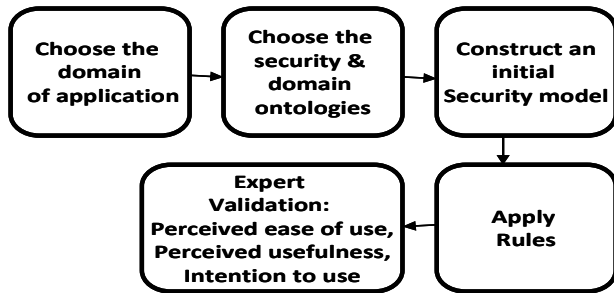 Choose the
domain
of application
Choose the
security &
domain
ontologies
Construct an
initial
Security model
Expert
Validation:
Perceived ease of use,
Perceived usefulness,
Intention to use
Apply
Rules